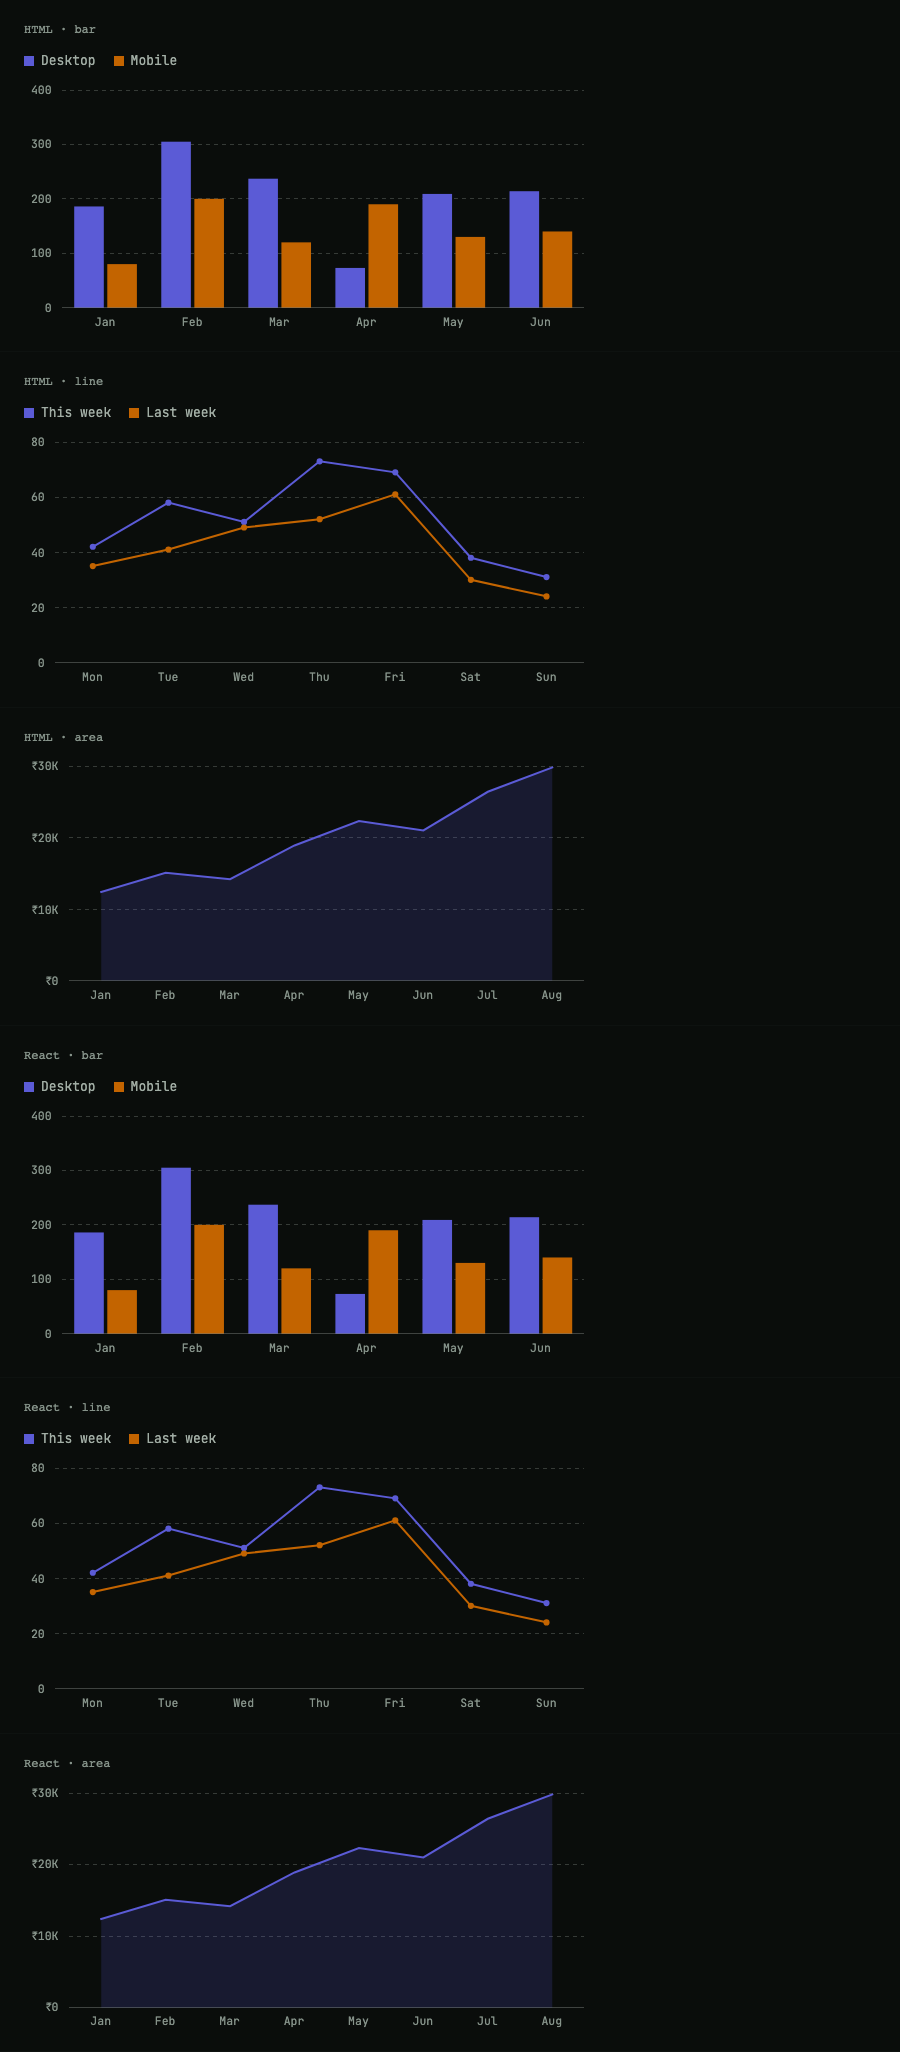 HTML · bar
Desktop Mobile
400
300
200
100
0
Jan Feb Mar Apr May Jun
HTML · line
This week Last week
80
60
40
20
0
Mon Tue Wed Thu Fri Sat Sun
HTML · area
₹30K
₹20K
₹10K
₹0
Jan Feb Mar Apr May Jun Jul Aug
React · bar
Desktop Mobile
400
300
200
100
0
Jan Feb Mar Apr May Jun
React · line
This week Last week
80
60
40
20
0
Mon Tue Wed Thu Fri Sat Sun
React · area
₹30K
₹20K
₹10K
₹0
Jan Feb Mar Apr May Jun Jul Aug